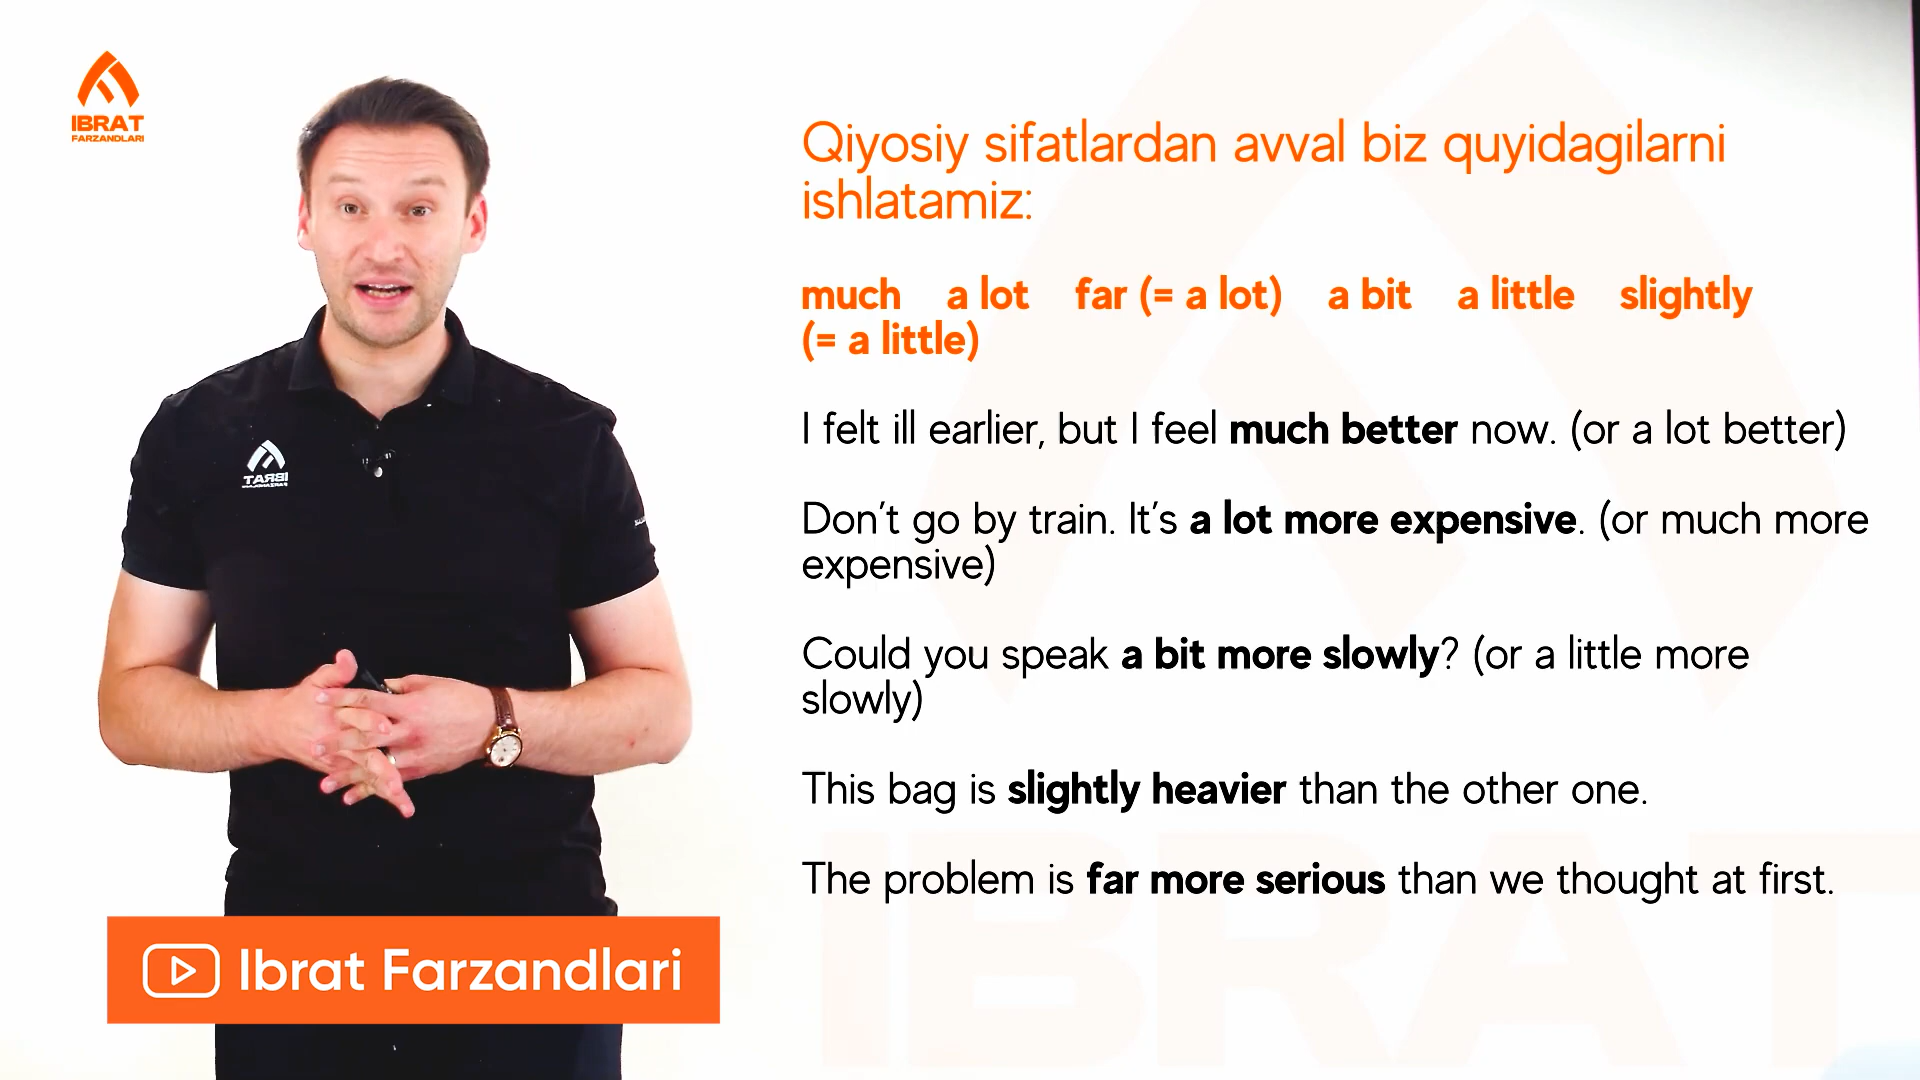 IBRAT
FARZANDLARI
Qiyosiy sifatlardan avval biz quyidagilarni
ishlatamiz:
much a lot far (= a lot) a bit a little slightly
(= a little)
I felt ill earlier, but I feel much better now. (or a lot better)
Don't go by train. It's a lot more expensive. (or much more
expensive)
Could you speak a bit more slowly? (or a little more
slowly)
This bag is slightly heavier than the other one.
The problem is far more serious than we thought at first.
IBRAT
Ibrat Farzandlari
IBRAT